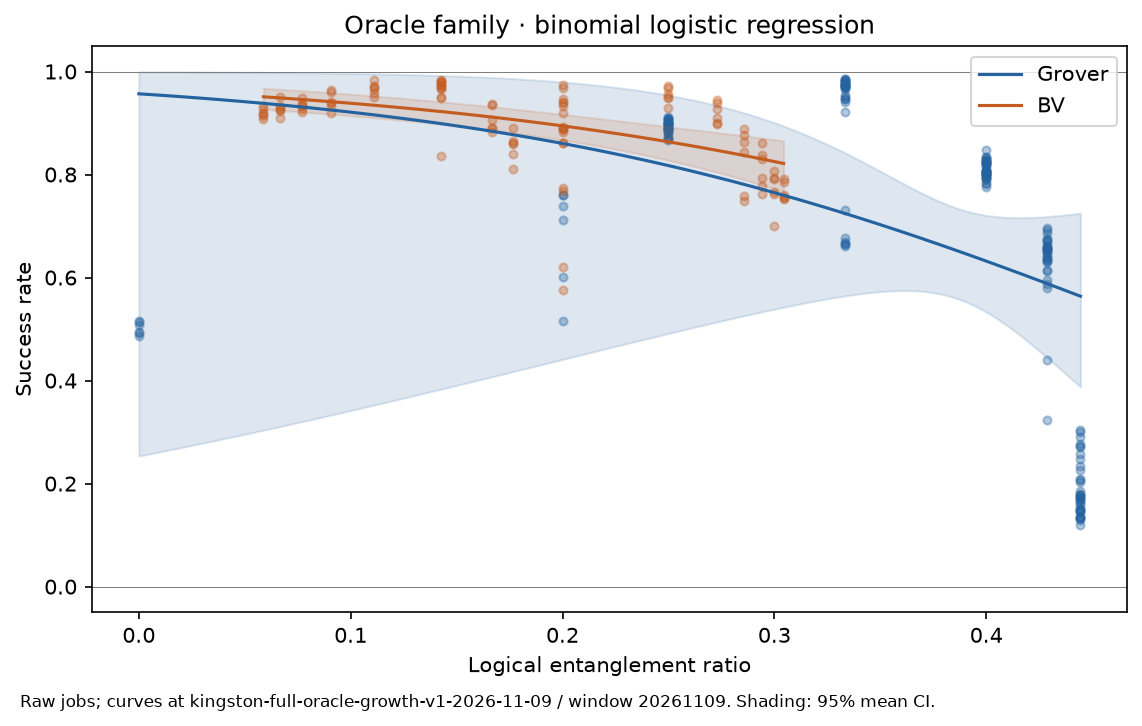 Oracle family · binomial logistic regression
Grover
BV
Success rate
1.0
0.8
0.6
0.4
0.2
0.0
0.0 0.1 0.2 0.3 0.4
Logical entanglement ratio
Raw jobs; curves at kingston-full-oracle-growth-v1-2026-11-09 / window 20261109. Shading: 95% mean CI.